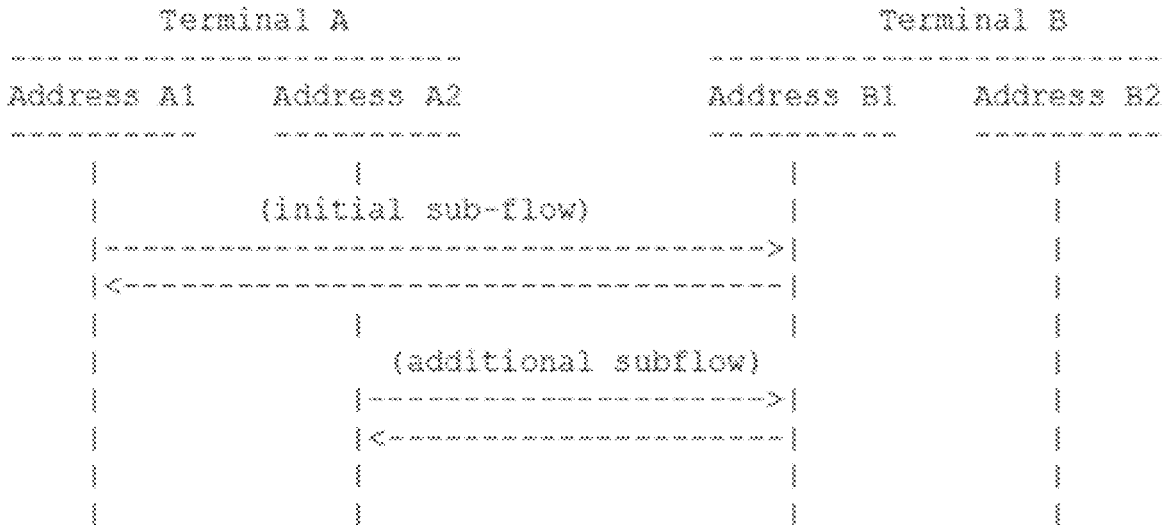 Terminal A Terminal B
---------------------- ----------------------
Address A1 Address A2 Address B1 Address B2
---------- ---------- ---------- ----------
| | | |
| (initial sub-flow) | |
|----------------------------------->| |
|<-----------------------------------| |
| | | |
| (additional subflow) |
| |--------------------->| |
| |<---------------------| |
| | | |
| | | |